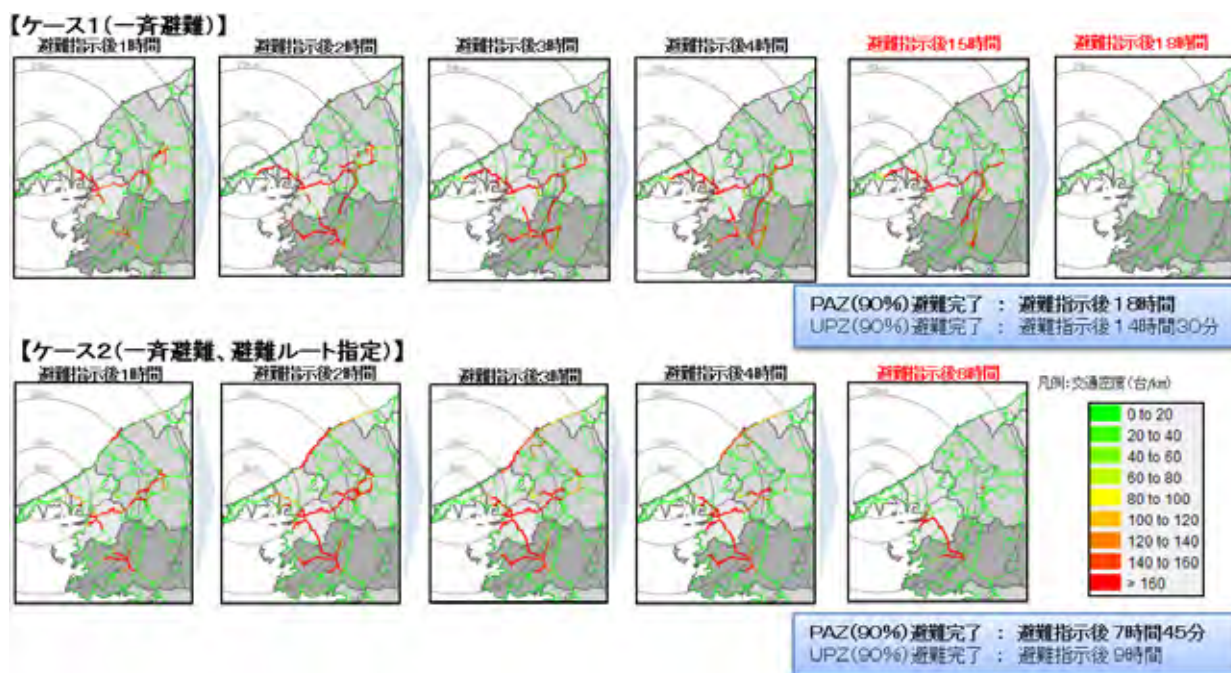 【ケース1(一斉避難)】
避難指示後1時間
避難指示後2時間
避難指示後3時間
避難指示後4時間
避難指示後15時間
避難指示後18時間
PAZ(90%)避難完了 : 避難指示後18時間
UPZ(90%)避難完了 : 避難指示後14時間30分
【ケース2(一斉避難、避難ルート指定)】
避難指示後1時間
避難指示後2時間
避難指示後3時間
避難指示後4時間
避難指示後8時間
凡例:交通密度(台/km)
0 to 20
20 to 40
40 to 60
60 to 80
80 to 100
100 to 120
120 to 140
140 to 160
> 160
PAZ(90%)避難完了 : 避難指示後7時間45分
UPZ(90%)避難完了 : 避難指示後9時間